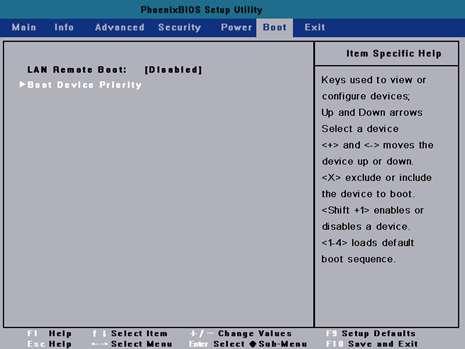 PhoenixBIOS Setup Utility
Main Info Advanced Security Power Boot Exit
LAN Remote Boot: [Disabled]
▶Boot Device Priority
Item Specific Help
Keys used to view or
configure devices;
Up and Down arrows
Select a device
<+> and <-> moves the
device up or down.
<X> exclude or include
the device to boot.
<Shift +1> enables or
disables a device.
<1-4> loads default
boot sequence.
F1 Help ↑↓ Select Item +/- Change Values F9 Setup Defaults
Esc Help ←→ Select Menu Enter Select ◆Sub-Menu F10 Save and Exit